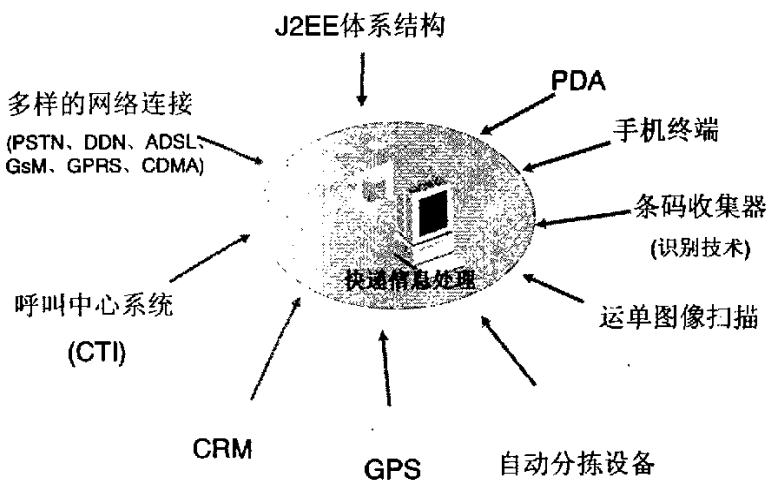 J2EE体系结构
多样的网络连接
(PSTN、DDN、ADSL、
GsM、GPRS、CDMA)
PDA
手机终端
条码收集器
(识别技术)
快递信息处理
呼叫中心系统
(CTI)
运单图像扫描
CRM
GPS
自动分拣设备